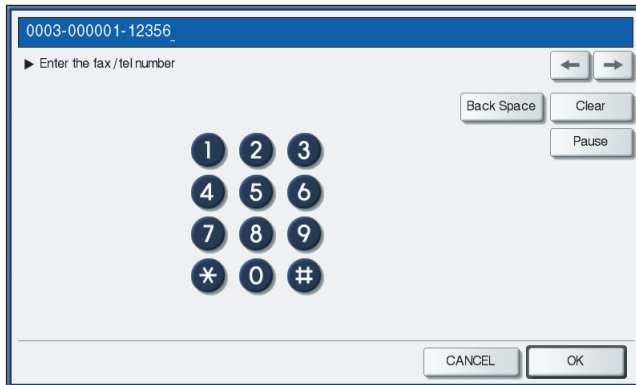 0003-000001-12356_
▶ Enter the fax / tel number
← →
Back Space Clear
Pause
1 2 3
4 5 6
7 8 9
* 0 #
CANCEL OK